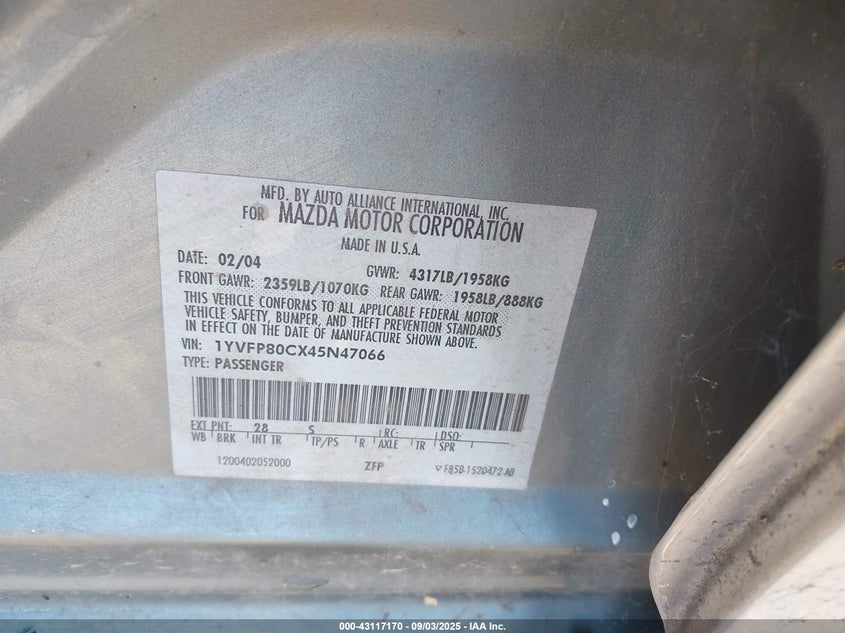 MFD. BY AUTO ALLIANCE INTERNATIONAL, INC.
FOR MAZDA MOTOR CORPORATION
MADE IN U.S.A.
DATE: 02/04 GVWR: 4317LB/1958KG
FRONT GAWR: 2359LB/1070KG REAR GAWR: 1958LB/888KG
THIS VEHICLE CONFORMS TO ALL APPLICABLE FEDERAL MOTOR
VEHICLE SAFETY, BUMPER, AND THEFT PREVENTION STANDARDS
IN EFFECT ON THE DATE OF MANUFACTURE SHOWN ABOVE.
VIN: 1YVFP80CX45N47066
TYPE: PASSENGER
EXT PNT: 28 S RC: DSO:
WB BRK INT TR TP/PS R AXLE TR SPR
1200402052000 ZFP F85B-1520472-AB
000-43117170 - 09/03/2025 - IAA Inc.